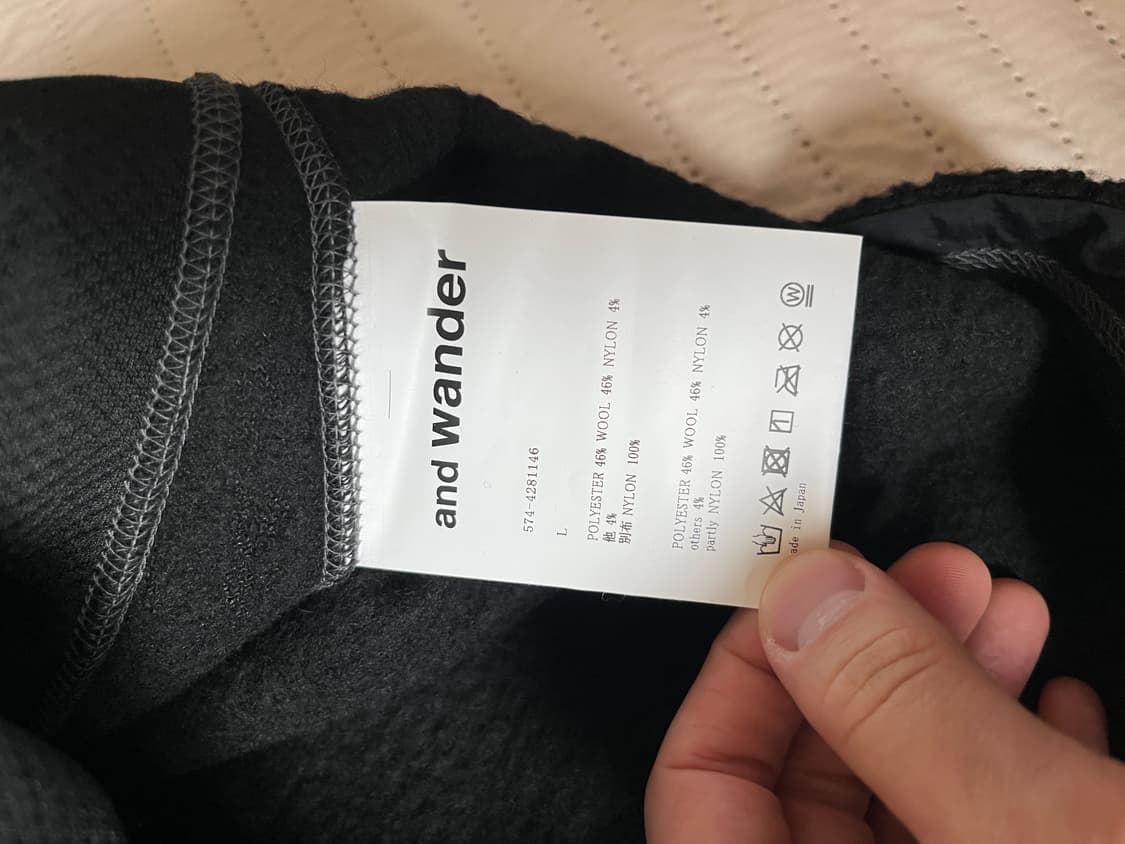 and wander
574-4281146
L
POLYESTER 46% WOOL 46% NYLON 4%
他 4%
別布 NYLON 100%
POLYESTER 46% WOOL 46% NYLON 4%
others 4%
partly NYLON 100%
W
ade in Japan